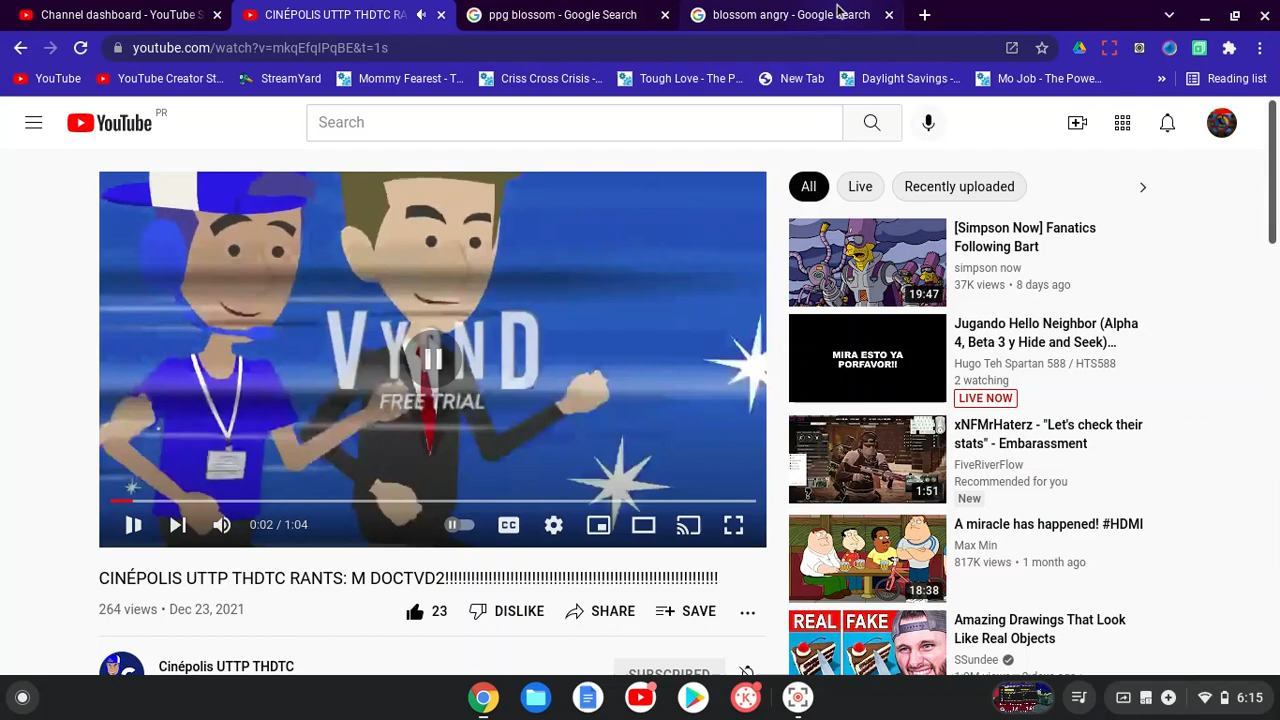 Channel dashboard - YouTube S
CINÉPOLIS UTTP THDTC RA
ppg blossom - Google Search
blossom angry - Google Search
youtube.com/watch?v=mkqEfqIPqBE&t=1s
YouTube
YouTube Creator St...
StreamYard
Mommy Fearest - T...
Criss Cross Crisis -...
Tough Love - The P...
New Tab
Daylight Savings -...
Mo Job - The Powe...
»
Reading list
YouTube PR
Search
All
Live
Recently uploaded
VYOND
FREE TRIAL
0:02 / 1:04
CC
CINÉPOLIS UTTP THDTC RANTS: M DOCTVD2!!!!!!!!!!!!!!!!!!!!!!!!!!!!!!!!!!!!!!!!!!!!!!!!!!!!!!!!!!!!!!!
264 views • Dec 23, 2021
23
DISLIKE
SHARE
SAVE
Cinépolis UTTP THDTC
SUBSCRIBED
19:47
[Simpson Now] Fanatics
Following Bart
simpson now
37K views • 8 days ago
MIRA ESTO YA
PORFAVOR!!
Jugando Hello Neighbor (Alpha
4, Beta 3 y Hide and Seek)...
Hugo Teh Spartan 588 / HTS588
2 watching
LIVE NOW
1:51
xNFMrHaterz - "Let's check their
stats" - Embarassment
FiveRiverFlow
Recommended for you
New
18:38
A miracle has happened! #HDMI
Max Min
817K views • 1 month ago
REAL
FAKE
Amazing Drawings That Look
Like Real Objects
SSundee
6:15